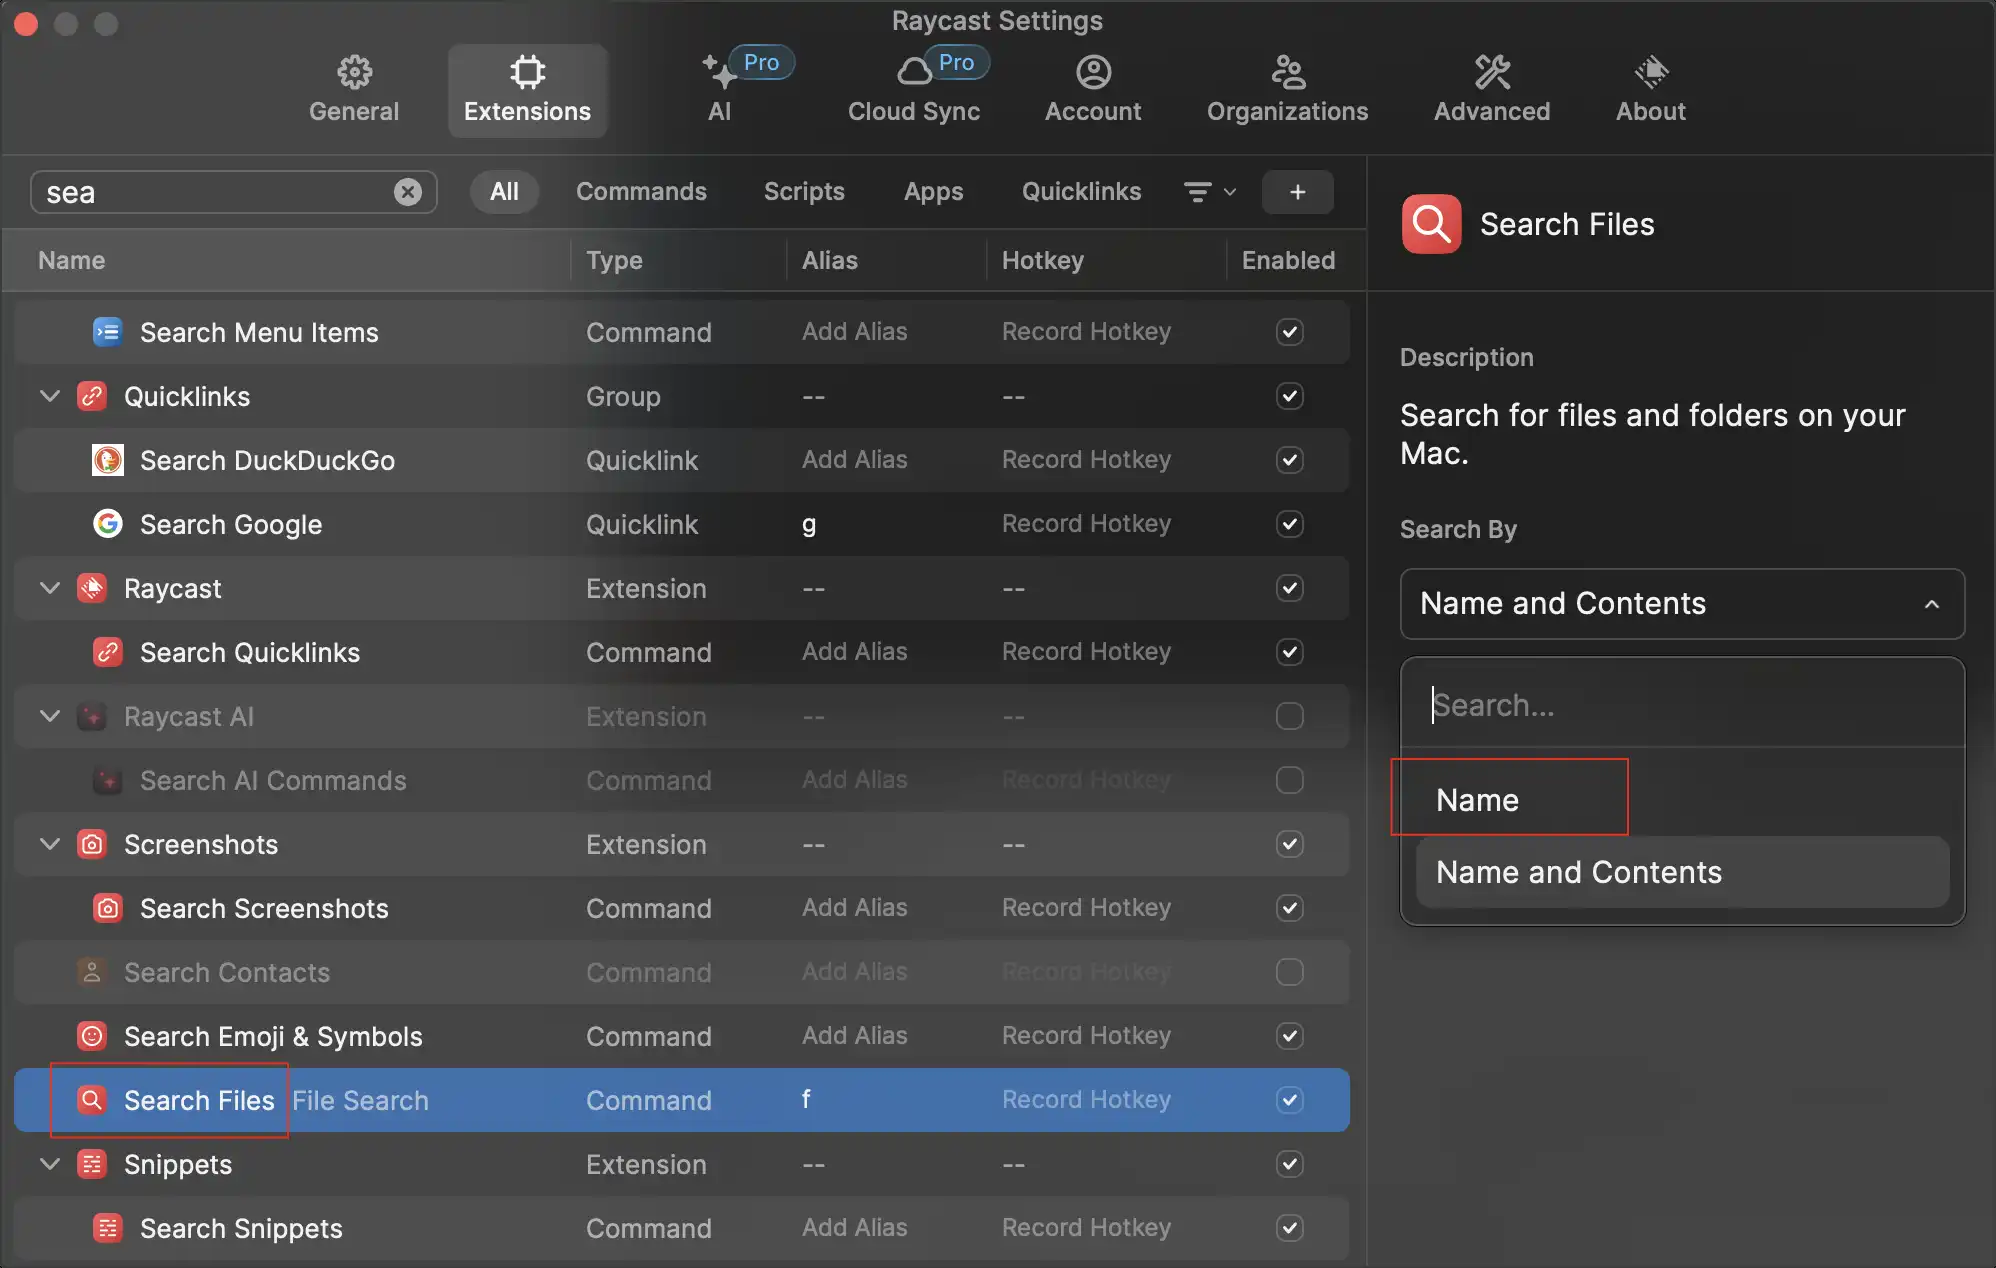 Raycast Settings
General
Extensions
AI Pro
Cloud Sync Pro
Account
Organizations
Advanced
About
sea
All Commands Scripts Apps Quicklinks +
Name Type Alias Hotkey Enabled
Search Menu Items Command Add Alias Record Hotkey
Quicklinks Group -- --
Search DuckDuckGo Quicklink Add Alias Record Hotkey
Search Google Quicklink g Record Hotkey
Raycast Extension -- --
Search Quicklinks Command Add Alias Record Hotkey
Raycast AI Extension -- --
Search AI Commands Command Add Alias Record Hotkey
Screenshots Extension -- --
Search Screenshots Command Add Alias Record Hotkey
Search Contacts Command Add Alias Record Hotkey
Search Emoji & Symbols Command Add Alias Record Hotkey
Search Files File Search Command f Record Hotkey
Snippets Extension -- --
Search Snippets Command Add Alias Record Hotkey
Search Files
Description
Search for files and folders on your
Mac.
Search By
Name and Contents
Search...
Name
Name and Contents